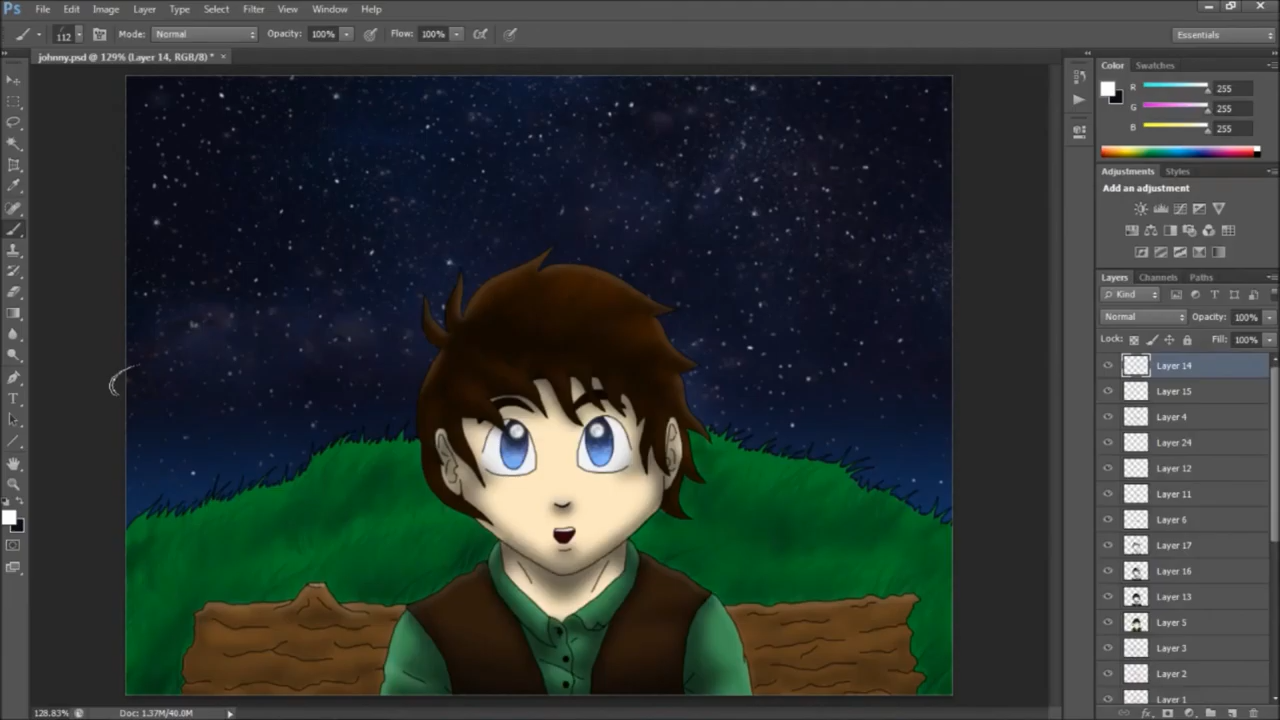 Ps File Edit Image Layer Type Select Filter View Window Help
112 Mode: Normal Opacity: 100% Flow: 100% Essentials
johnny.psd @ 129% (Layer 14, RGB/8) * ×
Color Swatches
R 255
G 255
B 255
Adjustments Styles
Add an adjustment
Layers Channels Paths
Kind
Normal Opacity: 100%
Lock: Fill: 100%
Layer 14
Layer 15
Layer 4
Layer 24
Layer 12
Layer 11
Layer 6
Layer 17
Layer 16
Layer 13
Layer 5
Layer 3
Layer 2
Layer 1
128.83% Doc: 1.37M/40.0M